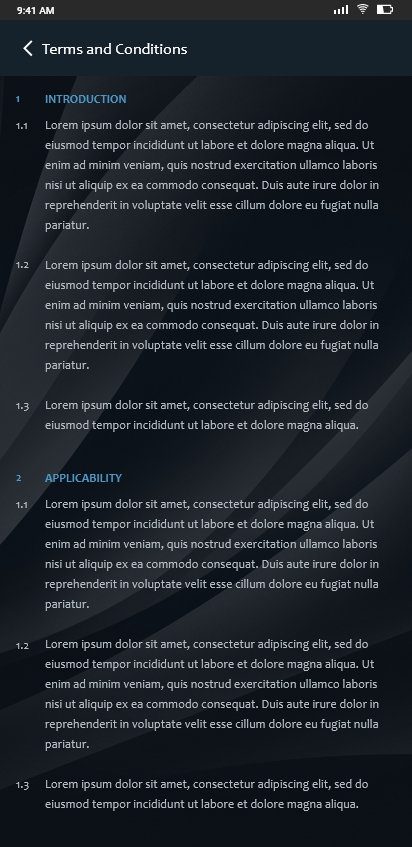 9:41 AM
Terms and Conditions
1 INTRODUCTION
1.1 Lorem ipsum dolor sit amet, consectetur adipiscing elit, sed do
eiusmod tempor incididunt ut labore et dolore magna aliqua. Ut
enim ad minim veniam, quis nostrud exercitation ullamco laboris
nisi ut aliquip ex ea commodo consequat. Duis aute irure dolor in
reprehenderit in voluptate velit esse cillum dolore eu fugiat nulla
pariatur.
1.2 Lorem ipsum dolor sit amet, consectetur adipiscing elit, sed do
eiusmod tempor incididunt ut labore et dolore magna aliqua. Ut
enim ad minim veniam, quis nostrud exercitation ullamco laboris
nisi ut aliquip ex ea commodo consequat. Duis aute irure dolor in
reprehenderit in voluptate velit esse cillum dolore eu fugiat nulla
pariatur.
1.3 Lorem ipsum dolor sit amet, consectetur adipiscing elit, sed do
eiusmod tempor incididunt ut labore et dolore magna aliqua.
2 APPLICABILITY
1.1 Lorem ipsum dolor sit amet, consectetur adipiscing elit, sed do
eiusmod tempor incididunt ut labore et dolore magna aliqua. Ut
enim ad minim veniam, quis nostrud exercitation ullamco laboris
nisi ut aliquip ex ea commodo consequat. Duis aute irure dolor in
reprehenderit in voluptate velit esse cillum dolore eu fugiat nulla
pariatur.
1.2 Lorem ipsum dolor sit amet, consectetur adipiscing elit, sed do
eiusmod tempor incididunt ut labore et dolore magna aliqua. Ut
enim ad minim veniam, quis nostrud exercitation ullamco laboris
nisi ut aliquip ex ea commodo consequat. Duis aute irure dolor in
reprehenderit in voluptate velit esse cillum dolore eu fugiat nulla
pariatur.
1.3 Lorem ipsum dolor sit amet, consectetur adipiscing elit, sed do
eiusmod tempor incididunt ut labore et dolore magna aliqua.